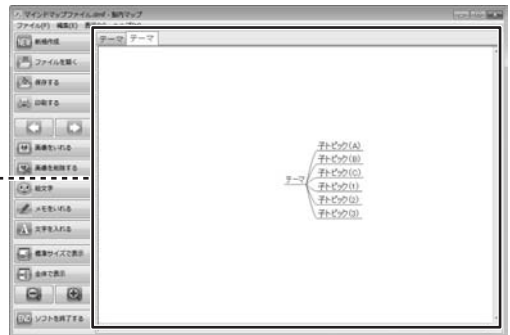 マインドマップファイル.dmf - 脳内マップ
ファイル(F) 編集(E)
新規作成
ファイルを開く
保存する
印刷する
画像をいれる
画像を削除する
絵文字
メモをいれる
文字を入れる
標準サイズで表示
全体で表示
ソフトを終了する
テーマ テーマ
子トピック(A)
子トピック(B)
子トピック(C)
テーマ
子トピック(1)
子トピック(2)
子トピック(3)